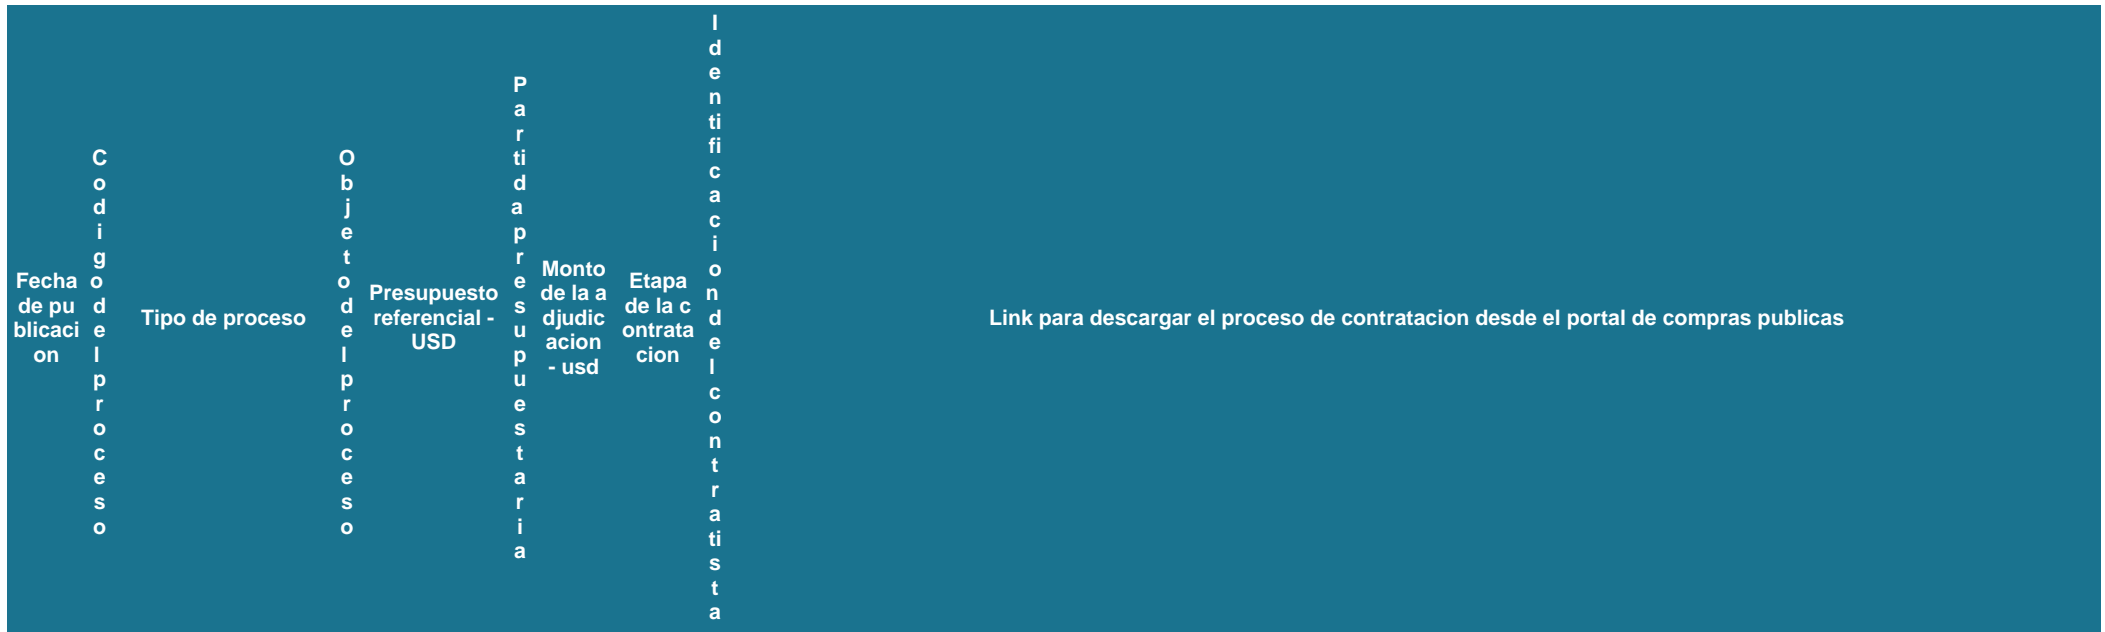 Fecha
de pu
blicaci
on
C
o
d
i
g
o
d
e
l
p
r
o
c
e
s
o
Tipo de proceso
O
b
j
e
t
o
d
e
l
p
r
o
c
e
s
o
Presupuesto
referencial -
USD
P
a
r
ti
d
a
p
r
e
s
u
p
u
e
s
t
a
r
i
a
Monto
de la a
djudic
acion
- usd
Etapa
de la c
ontrata
cion
I
d
e
n
ti
fi
c
a
c
i
o
n
d
e
l
c
o
n
t
r
a
ti
s
t
a
Link para descargar el proceso de contratacion desde el portal de compras publicas